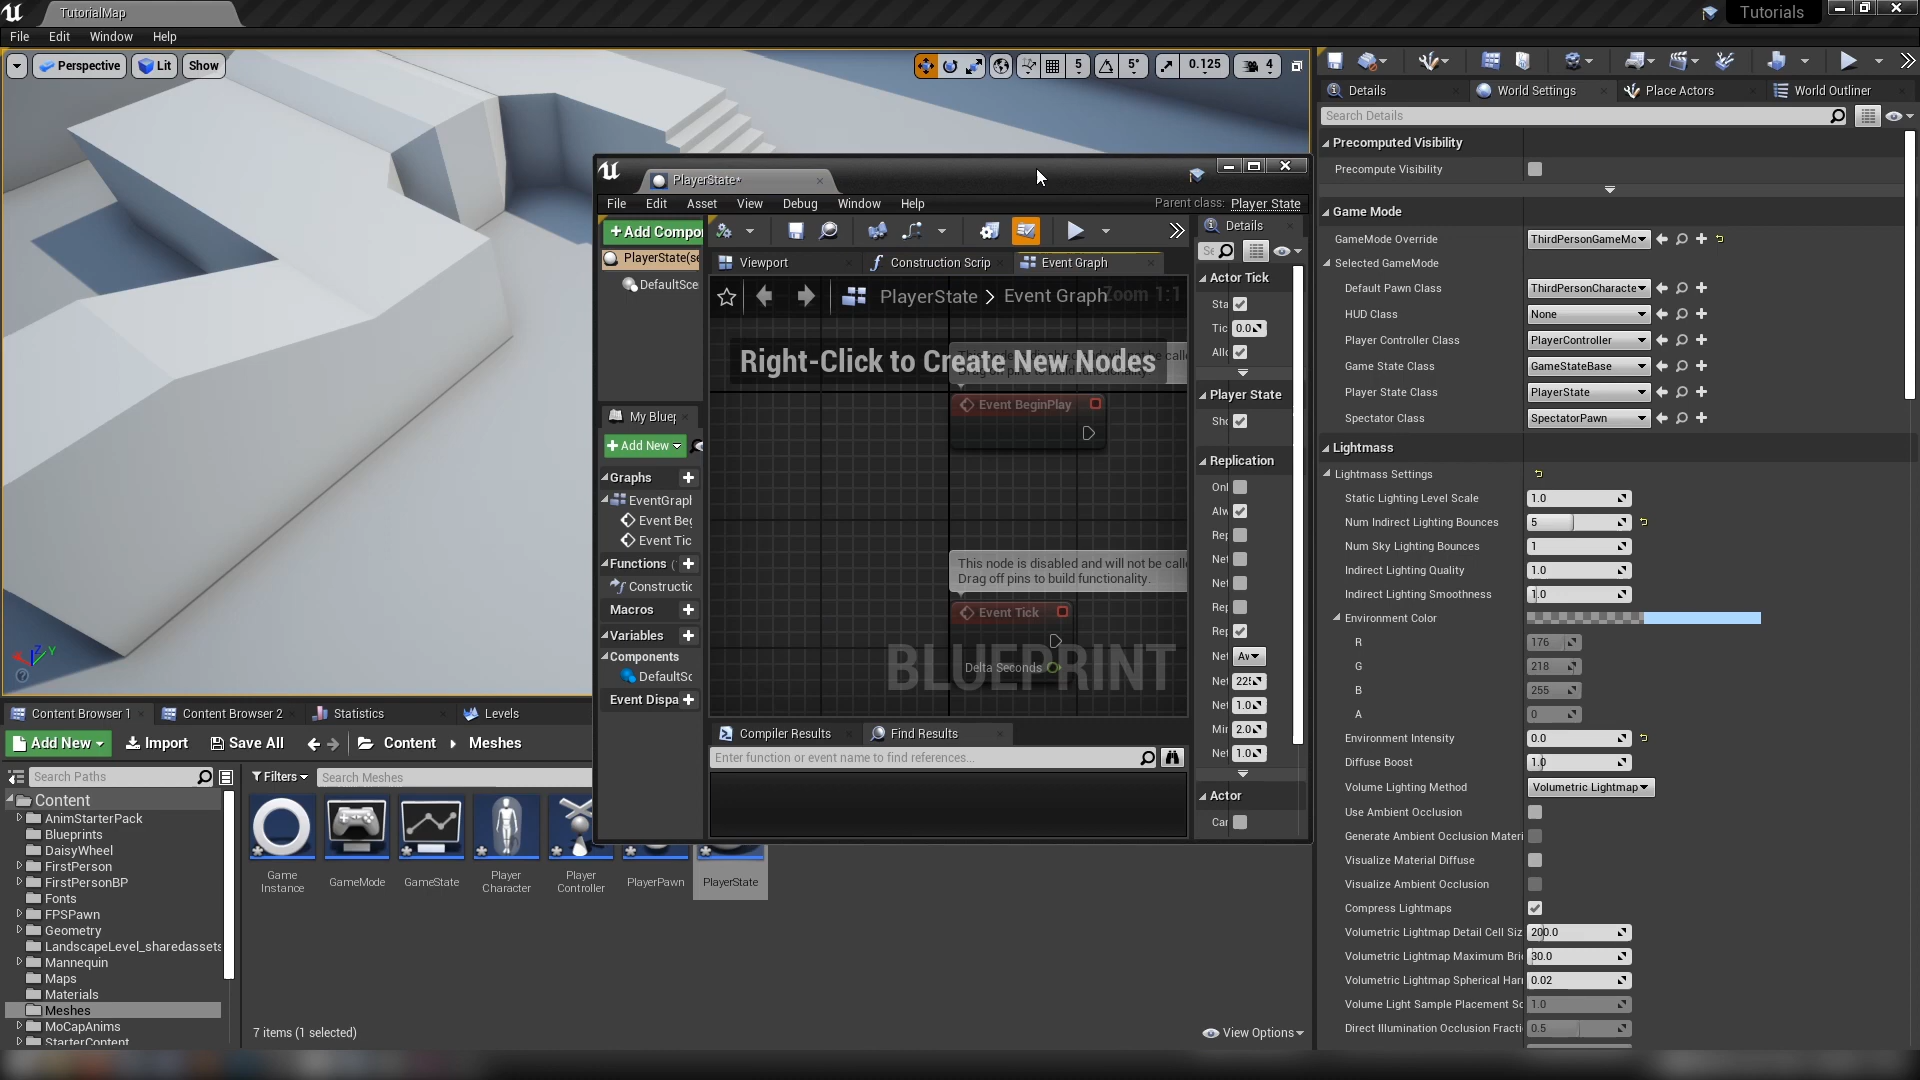 TutorialMap
Tutorials
File Edit Window Help
Perspective Lit Show
5 5° 0.125 4
Details World Settings Place Actors World Outliner
Search Details
Precomputed Visibility
Precompute Visibility
Game Mode
GameMode Override ThirdPersonGameMo
Selected GameMode
Default Pawn Class ThirdPersonCharacte
HUD Class None
Player Controller Class PlayerController
Game State Class GameStateBase
Player State Class PlayerState
Spectator Class SpectatorPawn
Lightmass
Lightmass Settings
Static Lighting Level Scale 1.0
Num Indirect Lighting Bounces 5
Num Sky Lighting Bounces 1
Indirect Lighting Quality 1.0
Indirect Lighting Smoothness 1.0
Environment Color
R 176
G 218
B 255
A 0
Environment Intensity 0.0
Diffuse Boost 1.0
Volume Lighting Method Volumetric Lightmap
Use Ambient Occlusion
Generate Ambient Occlusion Materi
Visualize Material Diffuse
Visualize Ambient Occlusion
Compress Lightmaps
Volumetric Lightmap Detail Cell Siz 200.0
Volumetric Lightmap Maximum Bri 30.0
Volumetric Lightmap Spherical Har 0.02
Volume Light Sample Placement Sc 1.0
Direct Illumination Occlusion Fracti 0.5
PlayerState*
File Edit Asset View Window Debug Help
Parent class: Player State
+Add Compo
PlayerState(se
DefaultSce
Viewport Construction Scrip Event Graph
PlayerState > Event Graph
Zoom 1:1
Right-Click to Create New Nodes
Event BeginPlay
This node is disabled and will not be calle
Drag off pins to build functionality.
Event Tick
Delta Seconds
BLUEPRINT
My Bluep
+Add New
Graphs
EventGraph
Event Beg
Event Tic
Functions
Constructio
Macros
Variables
Components
DefaultSc
Event Dispa
Compiler Results Find Results
Enter function or event name to find references...
Details
Se
Actor Tick
Sta
Tic 0.0
Allo
Player State
Sho
Replication
Onl
Alw
Rep
Net
Net
Rep
Rep
Net Aw
Net 225
Net 1.0
Min 2.0
Net 1.0
Actor
Can
Content Browser 1 Content Browser 2 Statistics Levels
Add New Import Save All Content Meshes
Search Paths Filters Search Meshes
Content
AnimStarterPack
Blueprints
DaisyWheel
FirstPerson
FirstPersonBP
Fonts
FPSPawn
Geometry
LandscapeLevel_sharedassets
Mannequin
Maps
Materials
Meshes
MoCapAnims
StarterContent
Game Instance
GameMode
GameState
Player Character
Player Controller
PlayerPawn
PlayerState
7 items (1 selected)
View Options